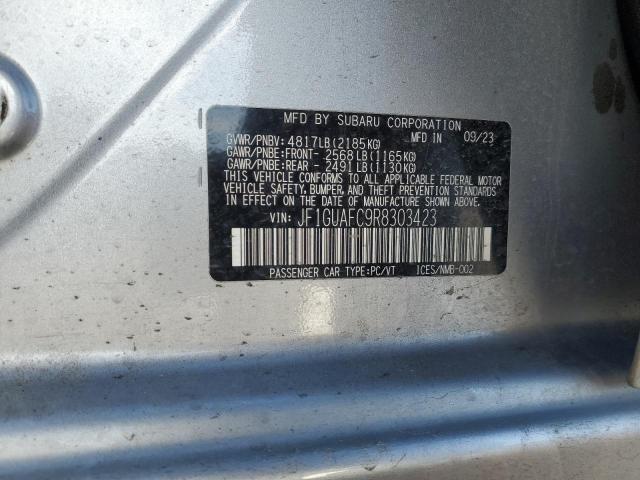 MFD BY SUBARU CORPORATION
GVWR/PNBV: 4817LB(2185KG) MFD IN 09/23
GAWR/PNBE:FRONT- 2568LB(1165KG)
GAWR/PNBE:REAR - 2491LB(1130KG)
THIS VEHICLE CONFORMS TO ALL APPLICABLE FEDERAL MOTOR
VEHICLE SAFETY, BUMPER, AND THEFT PREVENTION STANDARDS
IN EFFECT ON THE DATE OF MANUFACTURE SHOWN ABOVE.
VIN: JF1GUAFC9R8303423
PASSENGER CAR TYPE:PC/VT ICES/NMB-002